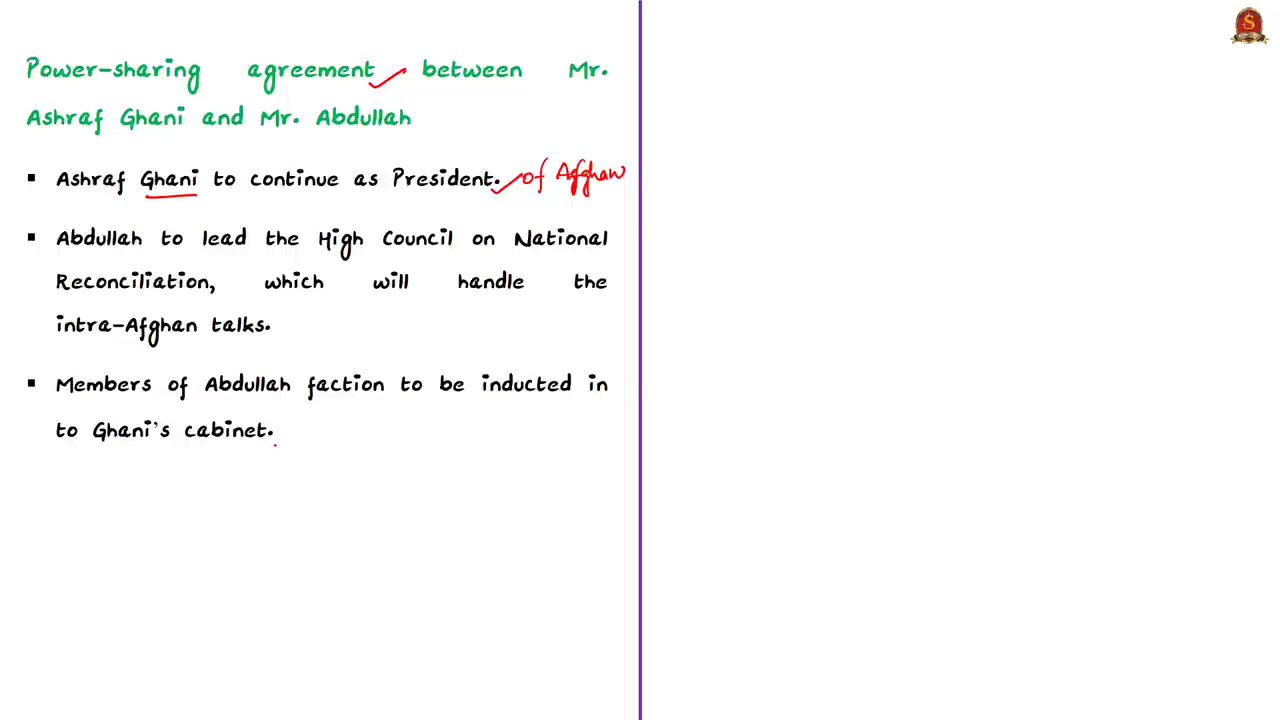 Power-sharing agreement between Mr.
Ashraf Ghani and Mr. Abdullah
▪ Ashraf Ghani to continue as President. of Afghan
▪ Abdullah to lead the High Council on National
Reconciliation, which will handle the
intra-Afghan talks.
▪ Members of Abdullah faction to be inducted in
to Ghani's cabinet.
S